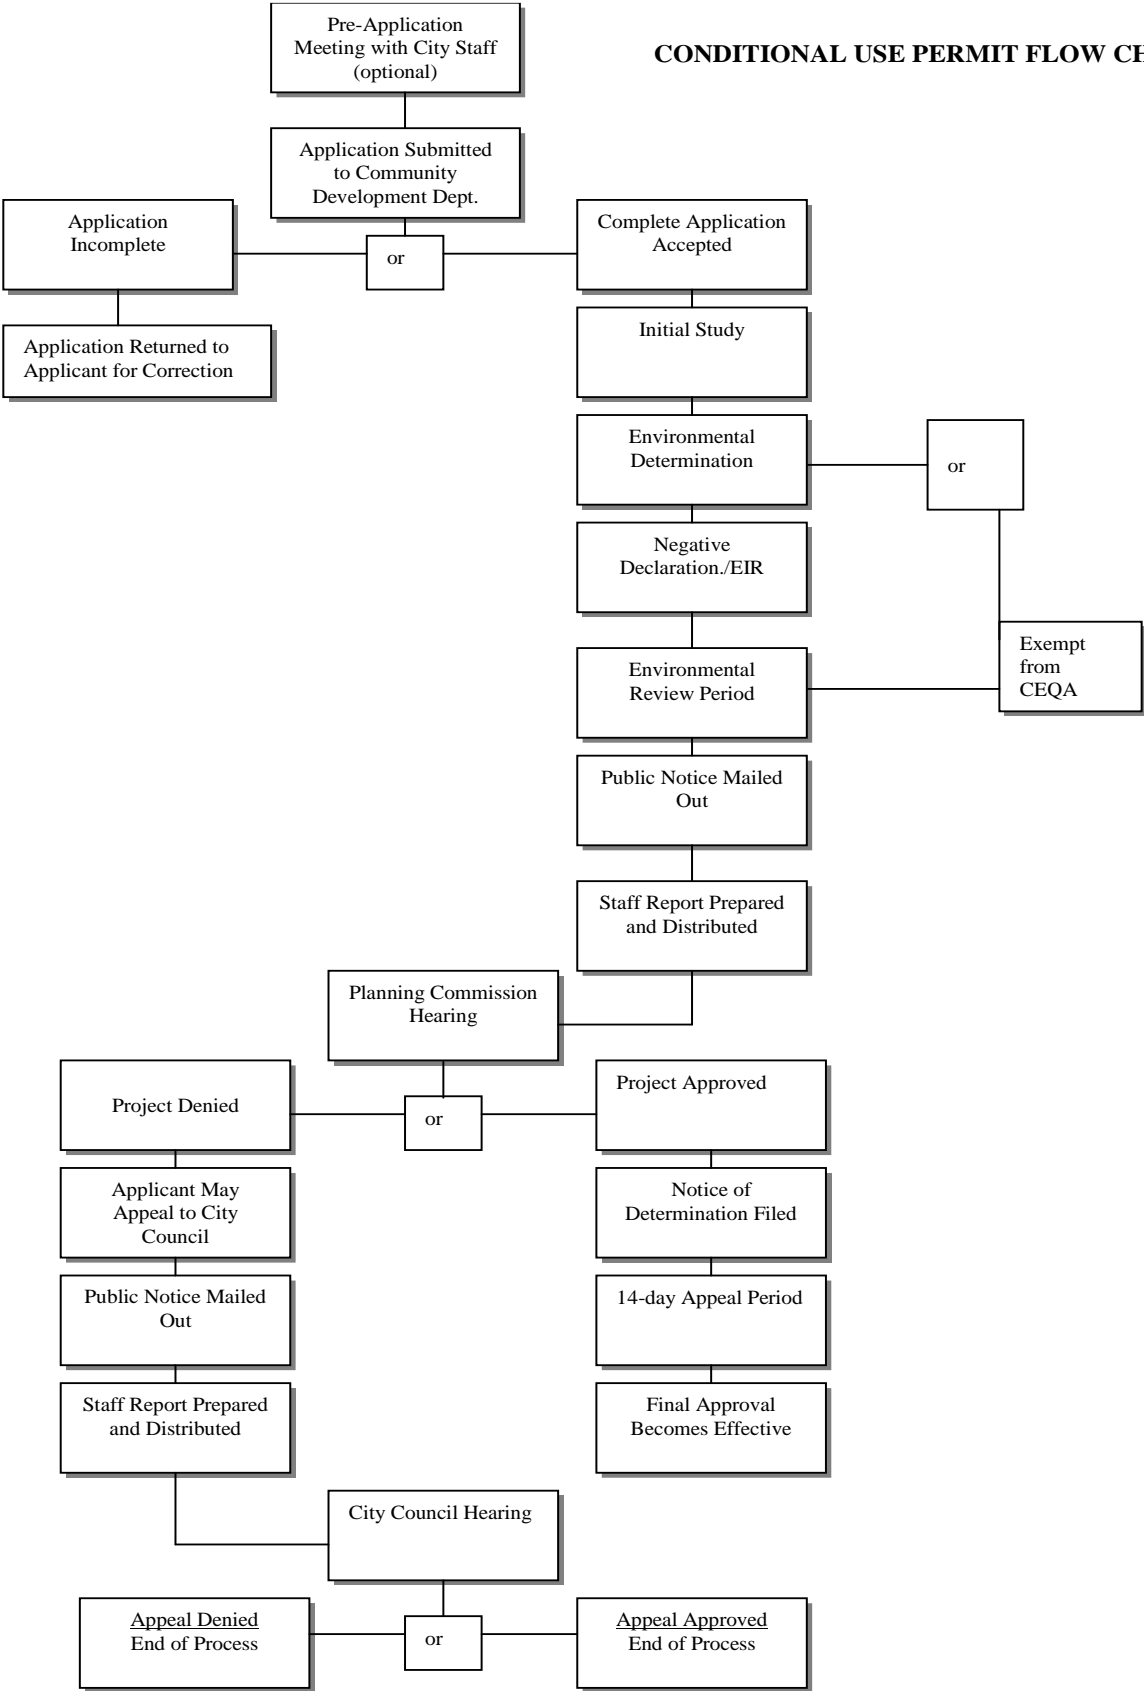 Pre-Application
Meeting with City Staff
(optional)
CONDITIONAL USE PERMIT FLOW
Application Submitted
to Community
Development Dept.
Application
Incomplete
or
Complete Application
Accepted
Application Returned to
Applicant for Correction
Initial Study
Environmental
Determination
or
Negative
Declaration./EIR
Exempt
from
CEQA
Environmental
Review Period
Public Notice Mailed
Out
Staff Report Prepared
and Distributed
Planning Commission
Hearing
Project Denied
or
Project Approved
Applicant May
Appeal to City
Council
Notice of
Determination Filed
Public Notice Mailed
Out
14-day Appeal Period
Staff Report Prepared
and Distributed
Final Approval
Becomes Effective
City Council Hearing
Appeal Denied
End of Process
or
Appeal Approved
End of Process